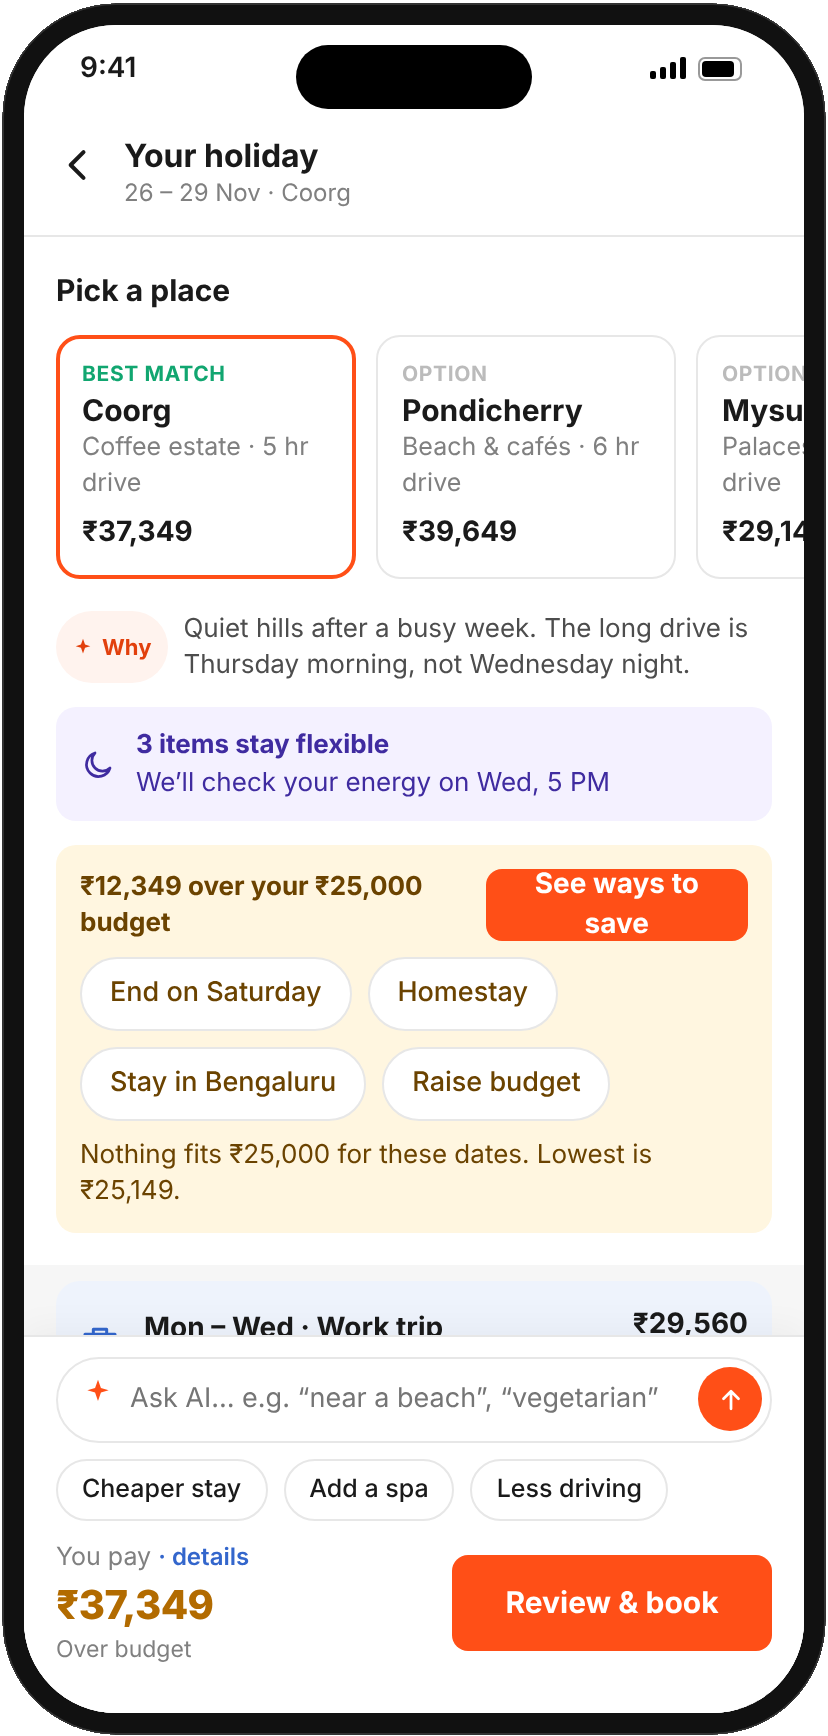 9:41
Your holiday
26 – 29 Nov · Coorg
Pick a place
BEST MATCH
Coorg
Coffee estate · 5 hr
drive
₹37,349
OPTION
Pondicherry
Beach & cafés · 6 hr
drive
₹39,649
OPTION
Mysu
Palaces
drive
₹29,14
Why
Quiet hills after a busy week. The long drive is
Thursday morning, not Wednesday night.
3 items stay flexible
We’ll check your energy on Wed, 5 PM
₹12,349 over your ₹25,000
budget
See ways to
save
End on Saturday
Homestay
Stay in Bengaluru
Raise budget
Nothing fits ₹25,000 for these dates. Lowest is
₹25,149.
Mon – Wed · Work trip
₹29,560
Ask AI... e.g. “near a beach”, “vegetarian”
Cheaper stay
Add a spa
Less driving
You pay · details
₹37,349
Over budget
Review & book